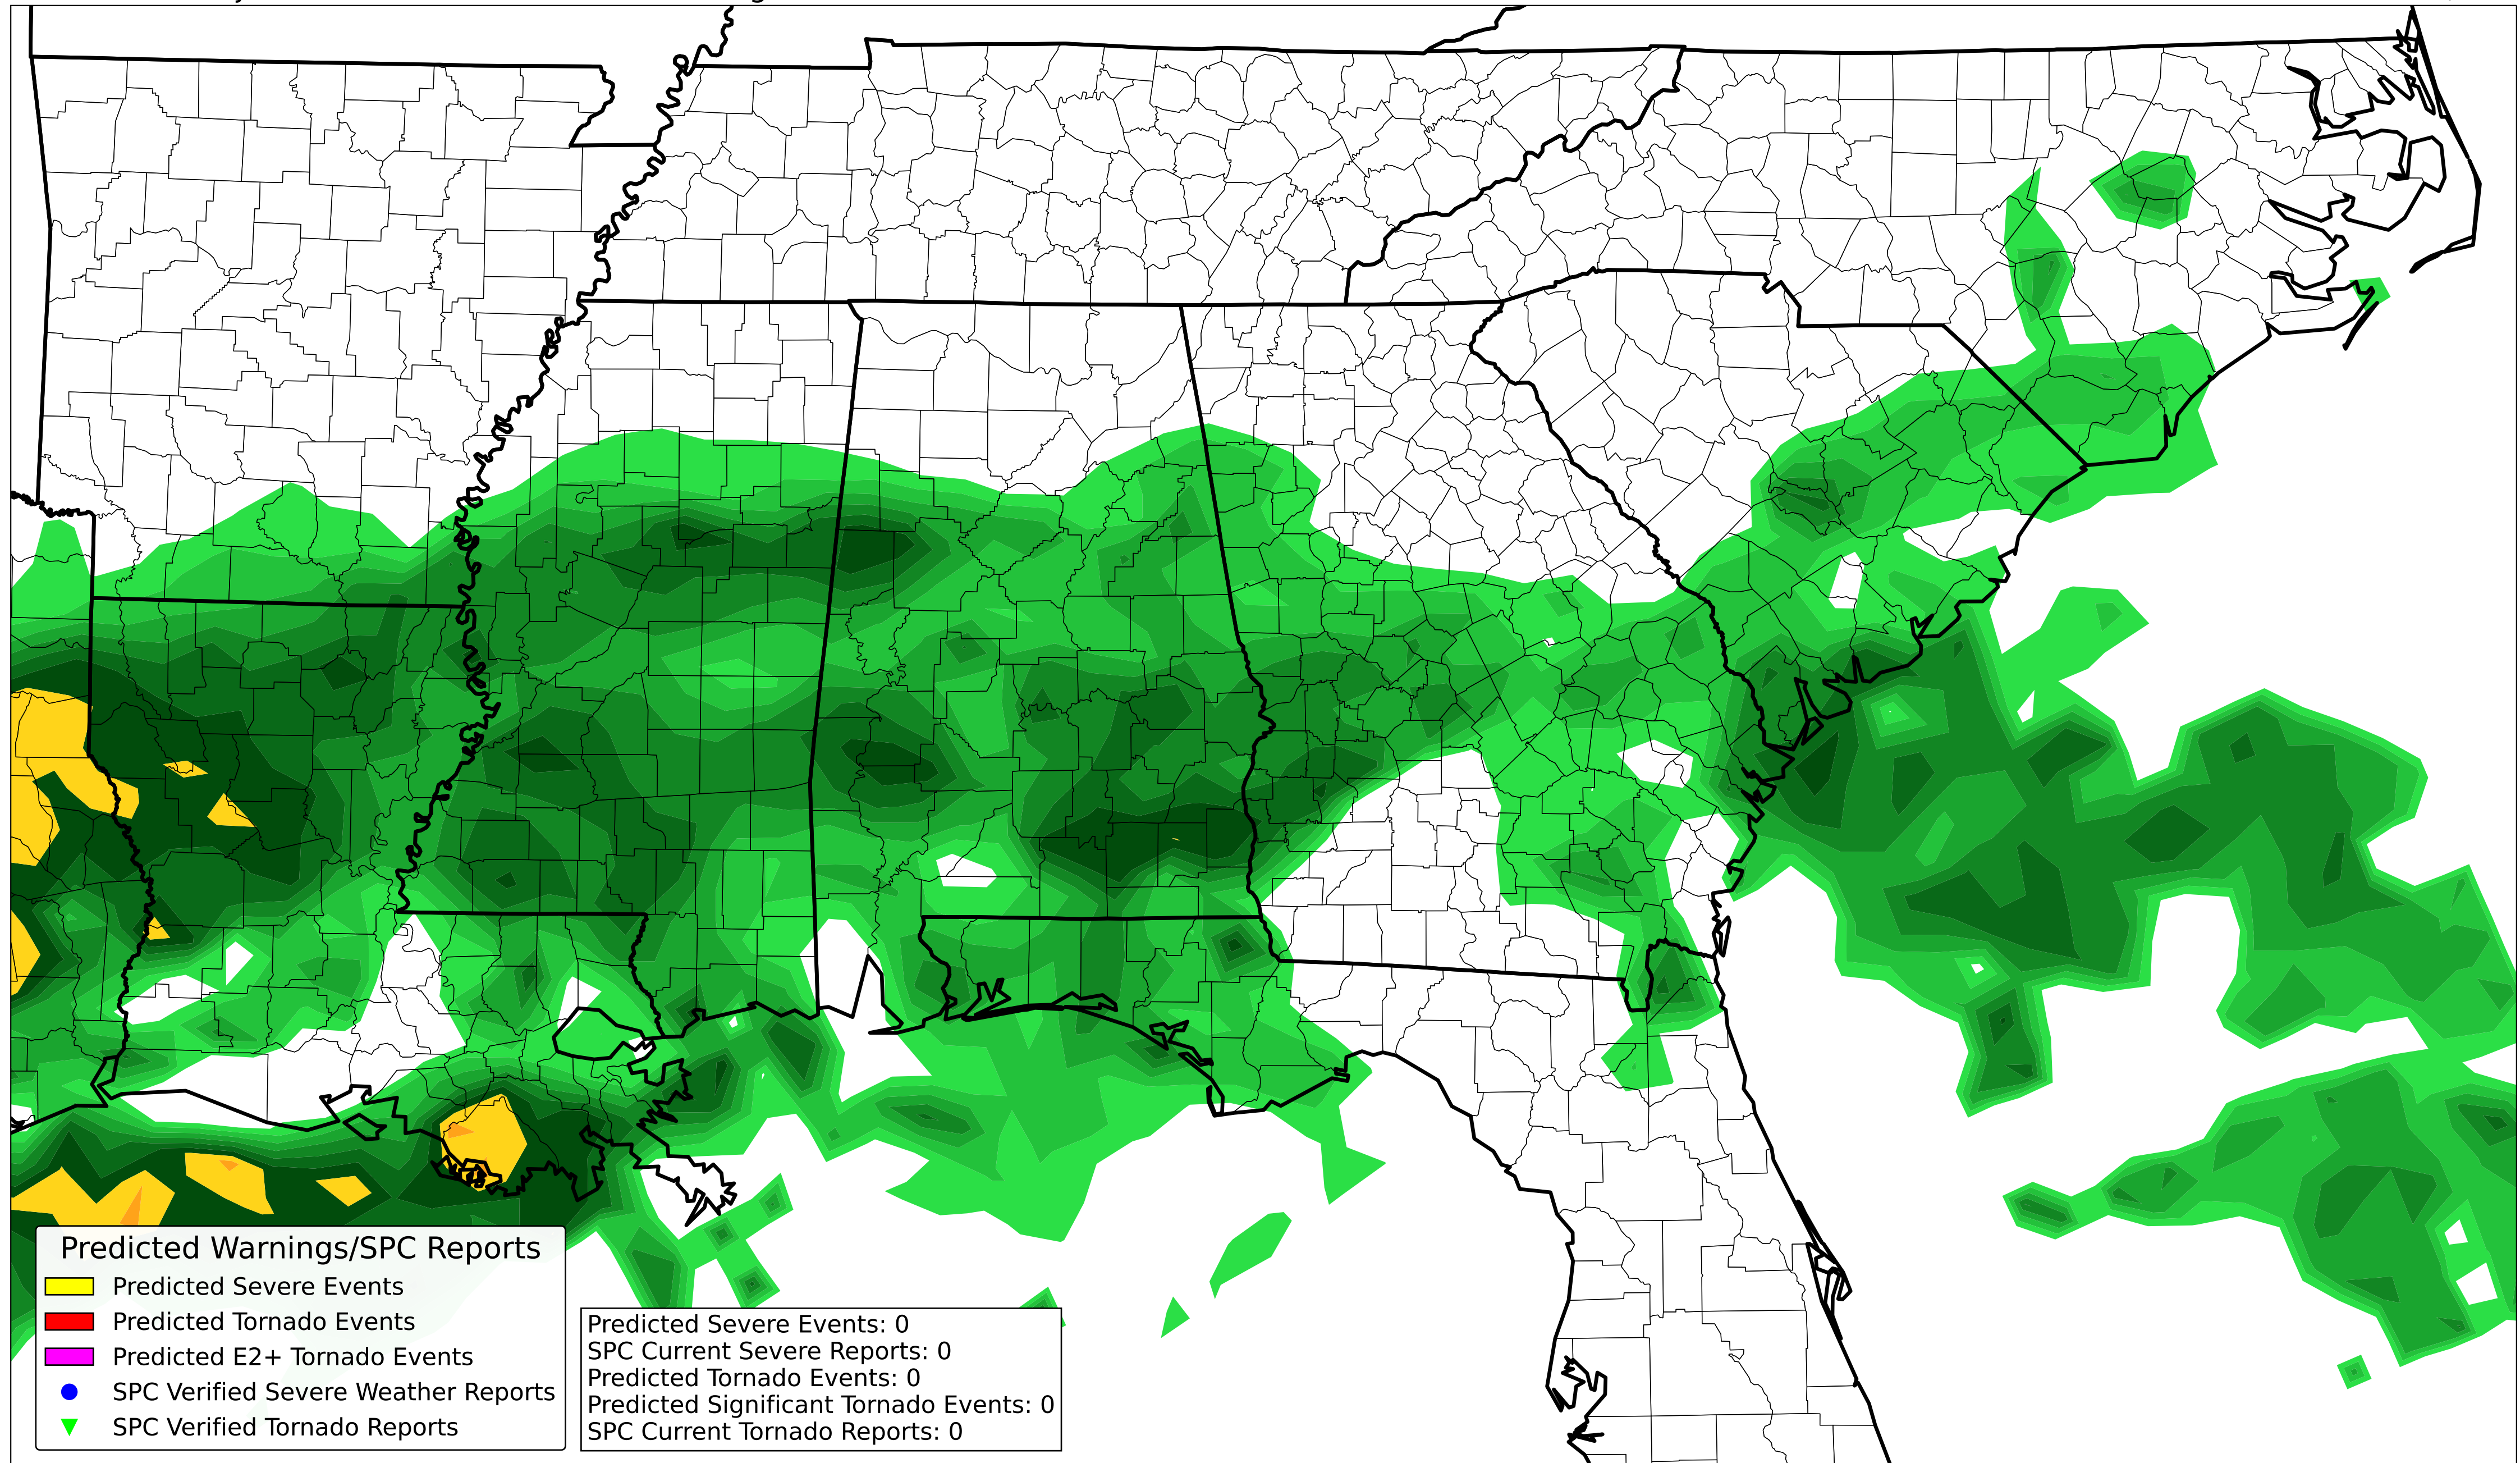 Predicted Warnings/SPC Reports
Predicted Severe Events
Predicted Tornado Events
Predicted E2+ Tornado Events
SPC Verified Severe Weather Reports
SPC Verified Tornado Reports
Predicted Severe Events: 0
SPC Current Severe Reports: 0
Predicted Tornado Events: 0
Predicted Significant Tornado Events: 0
SPC Current Tornado Reports: 0